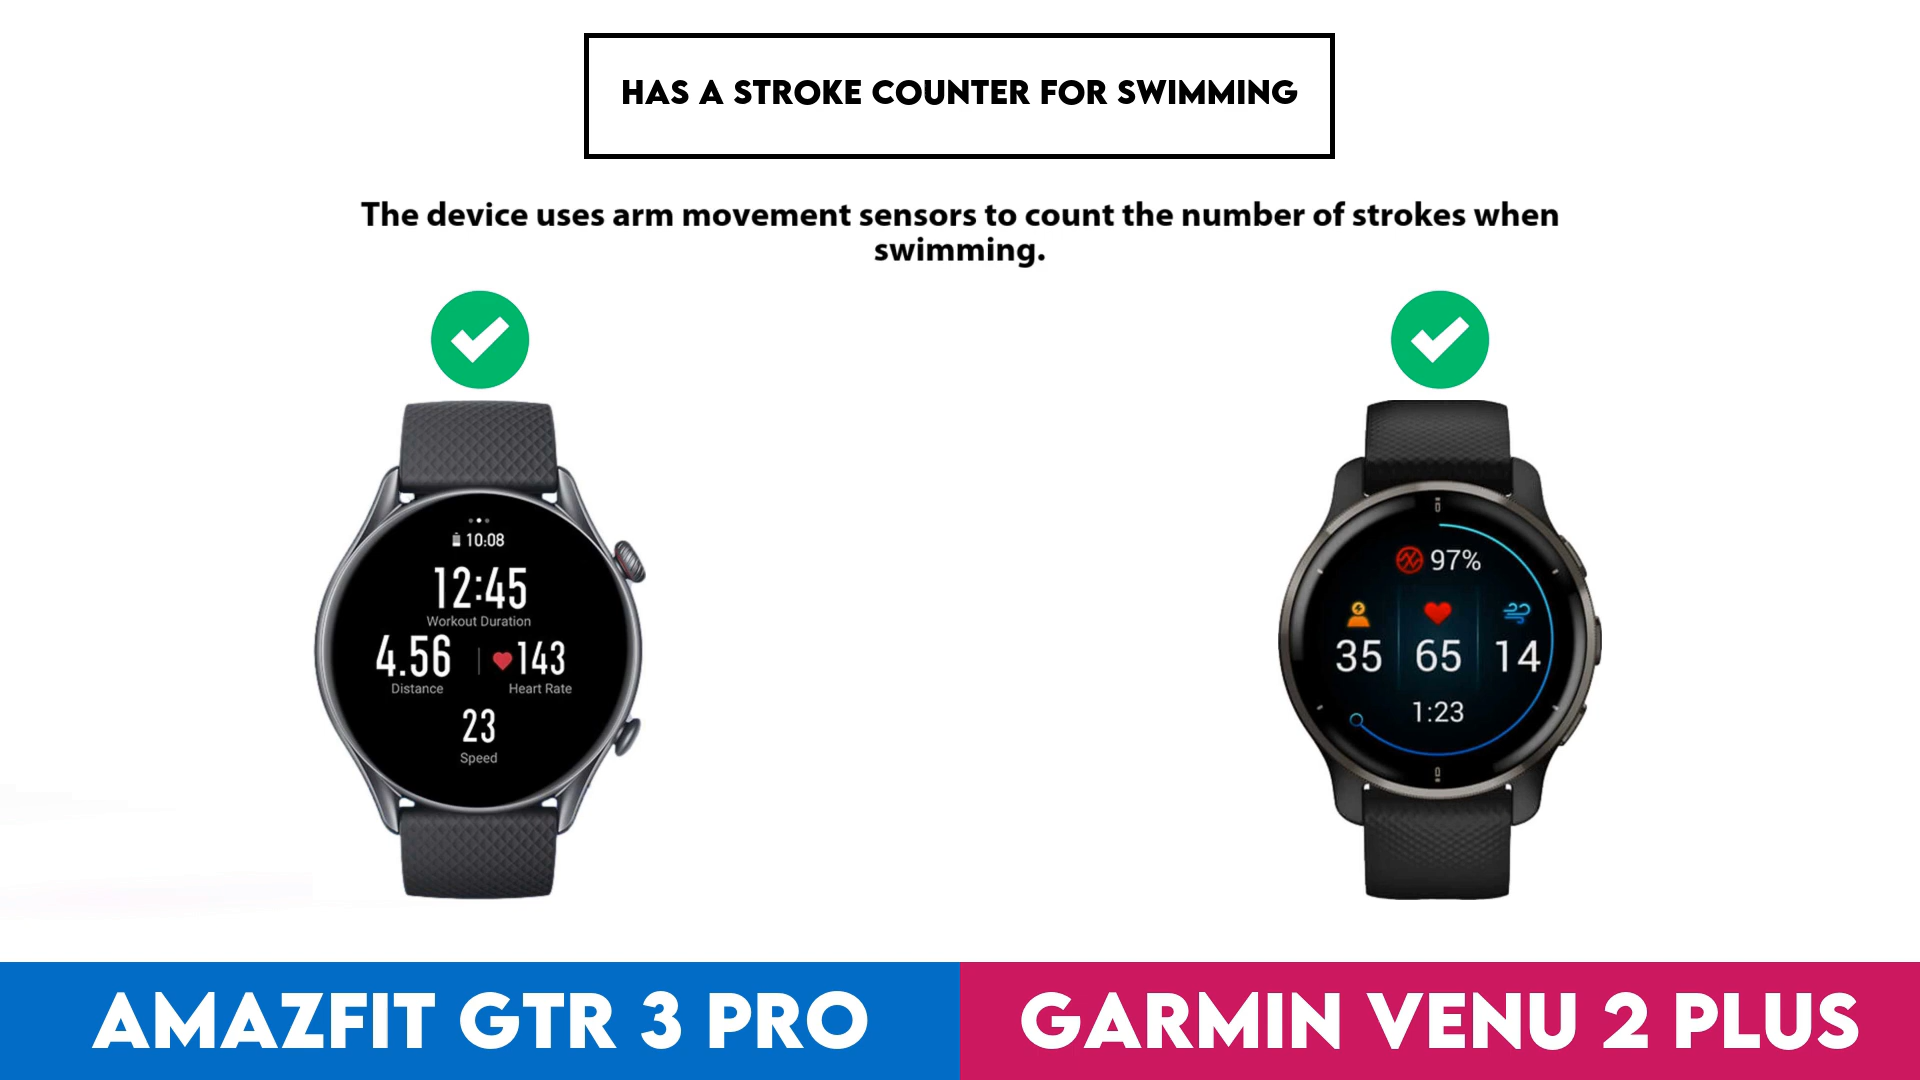 HAS A STROKE COUNTER FOR SWIMMING
The device uses arm movement sensors to count the number of strokes when
swimming.
10:08
12:45
Workout Duration
4.56 143
Distance Heart Rate
23
Speed
97%
35 65 14
1:23
AMAZFIT GTR 3 PRO
GARMIN VENU 2 PLUS